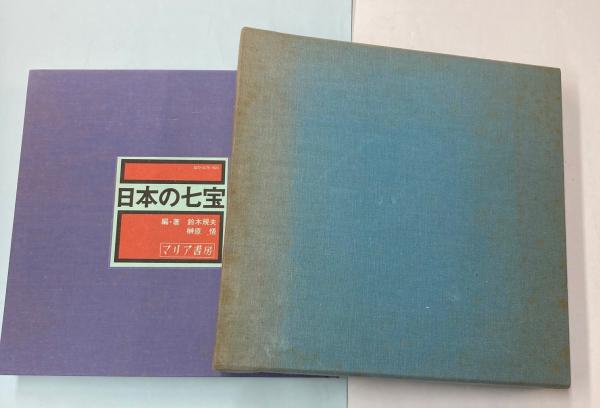 日本の七宝
編・著 鈴木規夫
榊原 悟
マリア書房